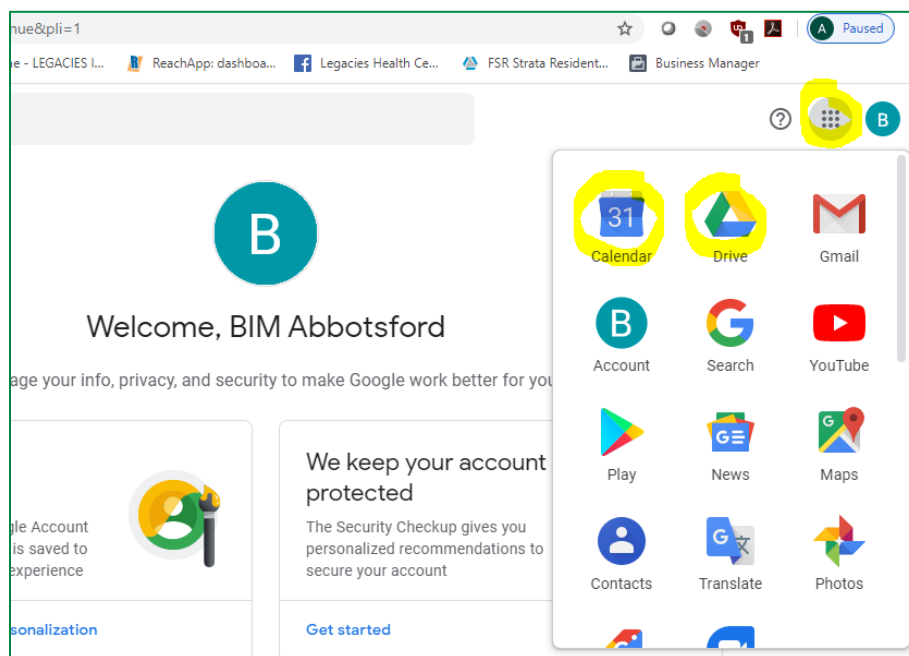 nue&pli=1
1
A Paused
e - LEGACIES I...
ReachApp: dashboa...
Legacies Health Ce...
FSR Strata Resident...
Business Manager
B
B
Welcome, BIM Abbotsford
age your info, privacy, and security to make Google work better for you
gle Account
is saved to
experience
sonalization
We keep your account
protected
The Security Checkup gives you
personalized recommendations to
secure your account
Get started
31
Calendar Drive Gmail
B
Account Search YouTube
G
Play News Maps
G
Contacts Translate Photos